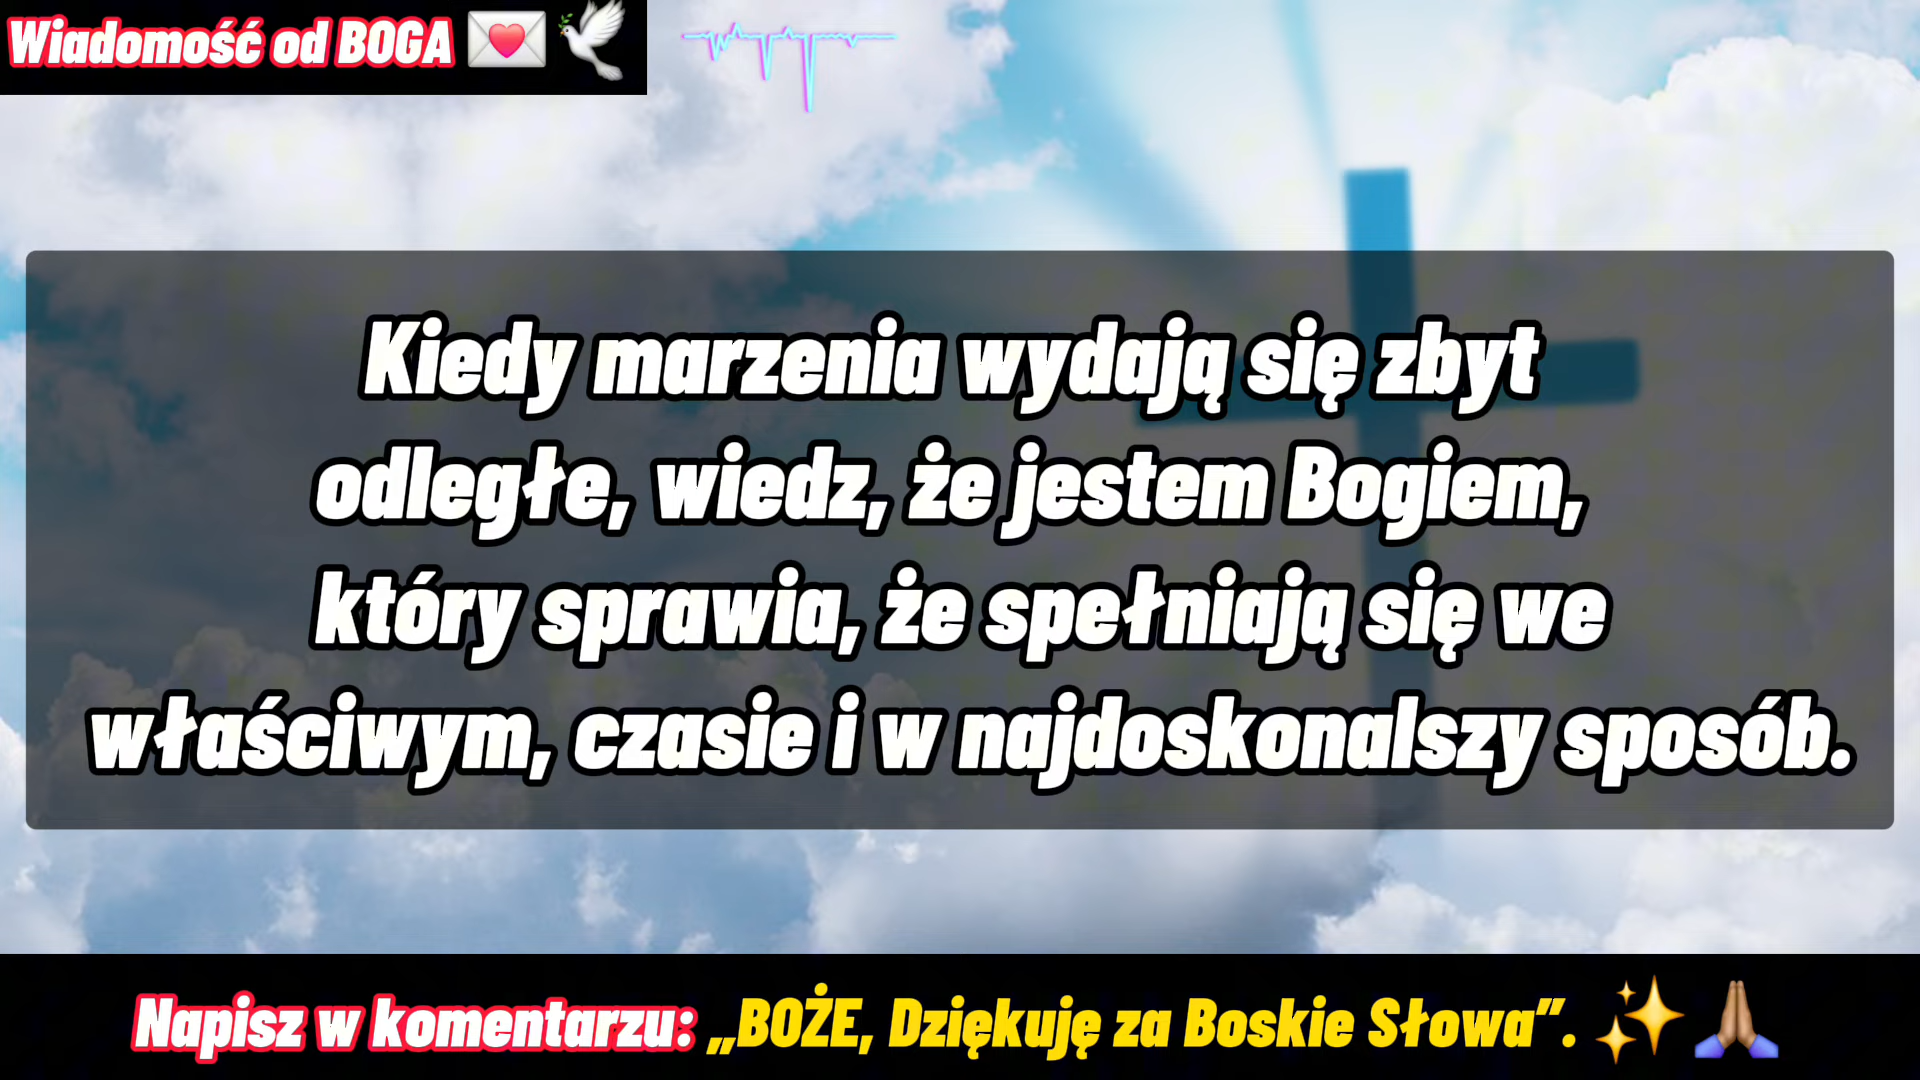 Wiadomość od BOGA
Kiedy marzenia wydają się zbyt
odległe, wiedz, że jestem Bogiem,
który sprawia, że spełniają się we
właściwym, czasie i w najdoskonalszy sposób.
Napisz w komentarzu: „BOŻE, Dziękuję za Boskie Słowa”.